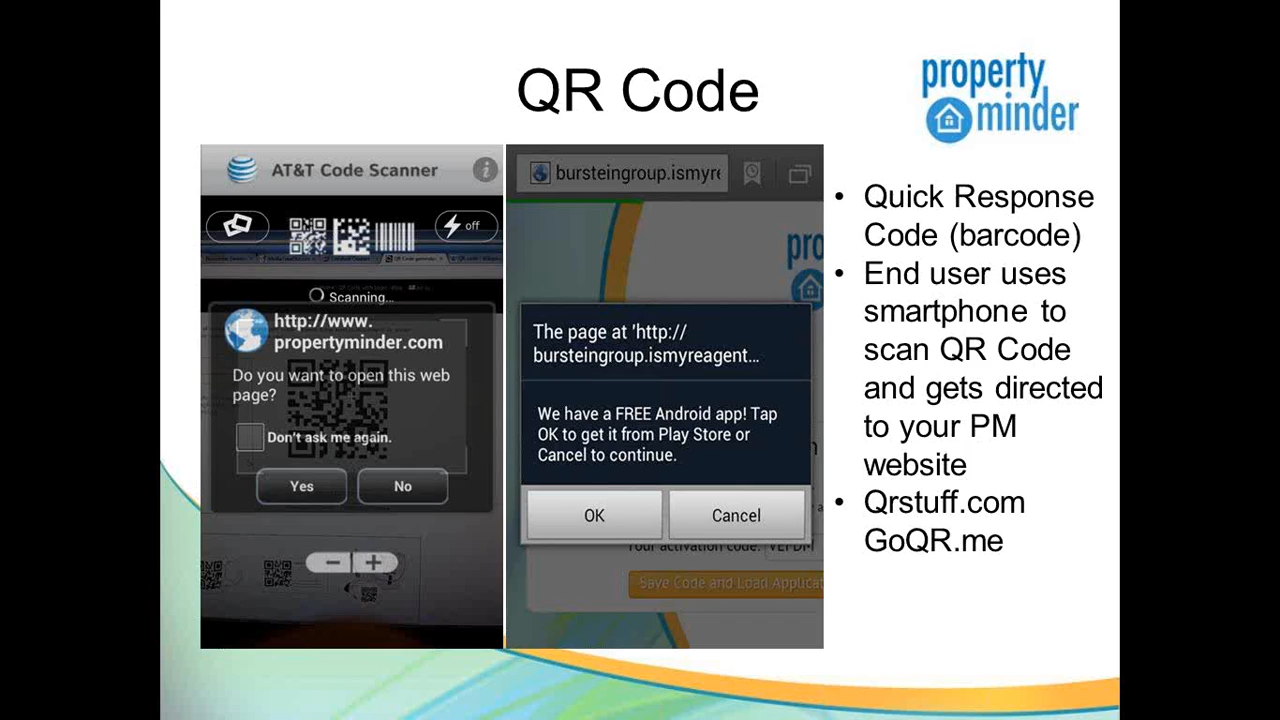 QR Code
property
minder
AT&T Code Scanner
off
Scanning...
http://www.
propertyminder.com
Do you want to open this web
page?
Don't ask me again.
Yes
No
bursteingroup.ismyre
The page at 'http://
bursteingroup.ismyreagent...
We have a FREE Android app! Tap
OK to get it from Play Store or
Cancel to continue.
OK
Cancel
Your activation code:
Save Code and Load Applicat
• Quick Response
Code (barcode)
• End user uses
smartphone to
scan QR Code
and gets directed
to your PM
website
• Qrstuff.com
GoQR.me